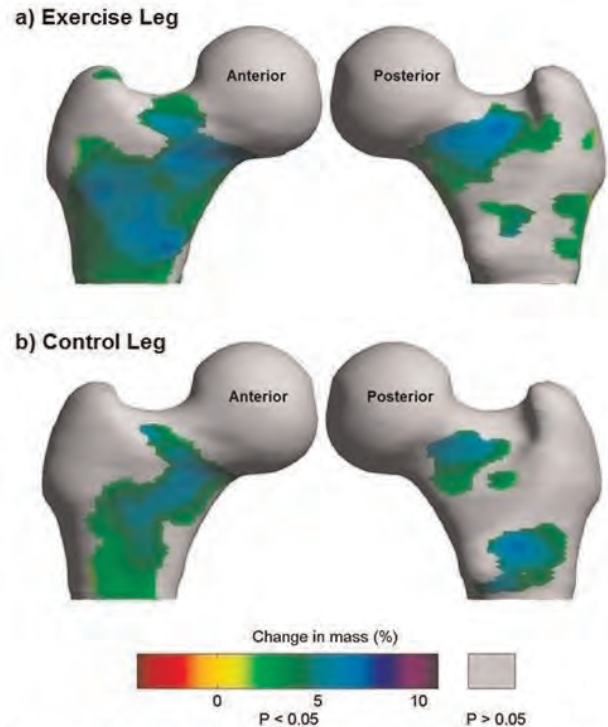 a) Exercise Leg
Anterior
Posterior
b) Control Leg
Anterior
Posterior
Change in mass (%)
0 5 10
P < 0.05 P > 0.05